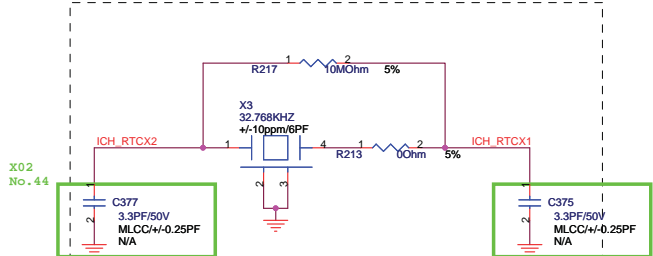 1
2
R217
10MOhm
5%
X3
32.768KHZ
+/-10ppm/6PF
ICH_RTCX2
1
4
R213
1
2
0Ohm
5%
ICH_RTCX1
2
3
X02
No.44
1
2
C377
3.3PF/50V
MLCC/+/-0.25PF
N/A
1
2
C375
3.3PF/50V
MLCC/+/-0.25PF
N/A